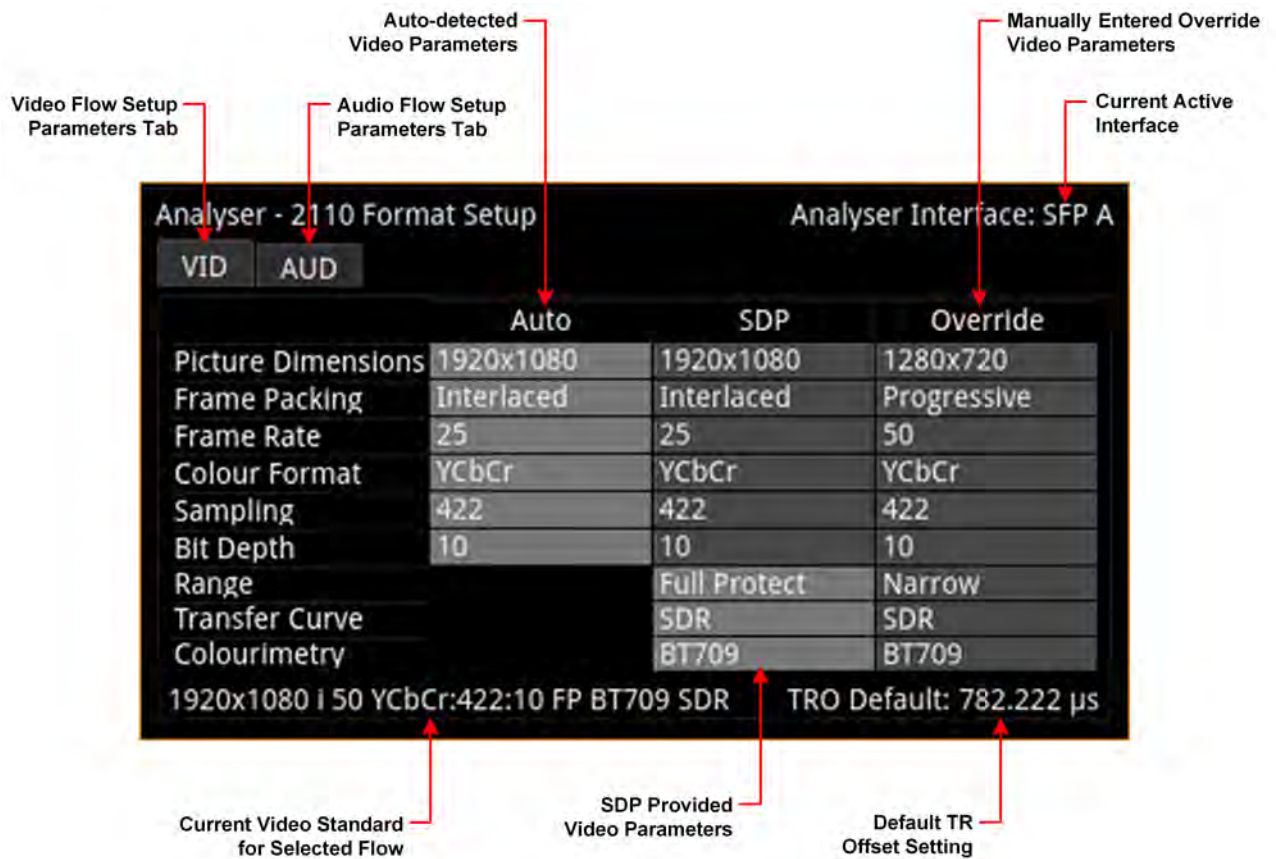 Auto-detected
Video Parameters
Manually Entered Override
Video Parameters
Video Flow Setup
Parameters Tab
Audio Flow Setup
Parameters Tab
Current Active
Interface
Analyser - 2110 Format Setup
Analyser Interface: SFP A
VID AUD
Auto SDP Override
Picture Dimensions 1920x1080 1920x1080 1280x720
Frame Packing Interlaced Interlaced Progressive
Frame Rate 25 25 50
Colour Format YCbCr YCbCr YCbCr
Sampling 422 422 422
Bit Depth 10 10 10
Range Full Protect Narrow
Transfer Curve SDR SDR
Colourimetry BT709 BT709
1920x1080 i 50 YCbCr:422:10 FP BT709 SDR TRO Default: 782.222 µs
Current Video Standard
for Selected Flow
SDP Provided
Video Parameters
Default TR
Offset Setting